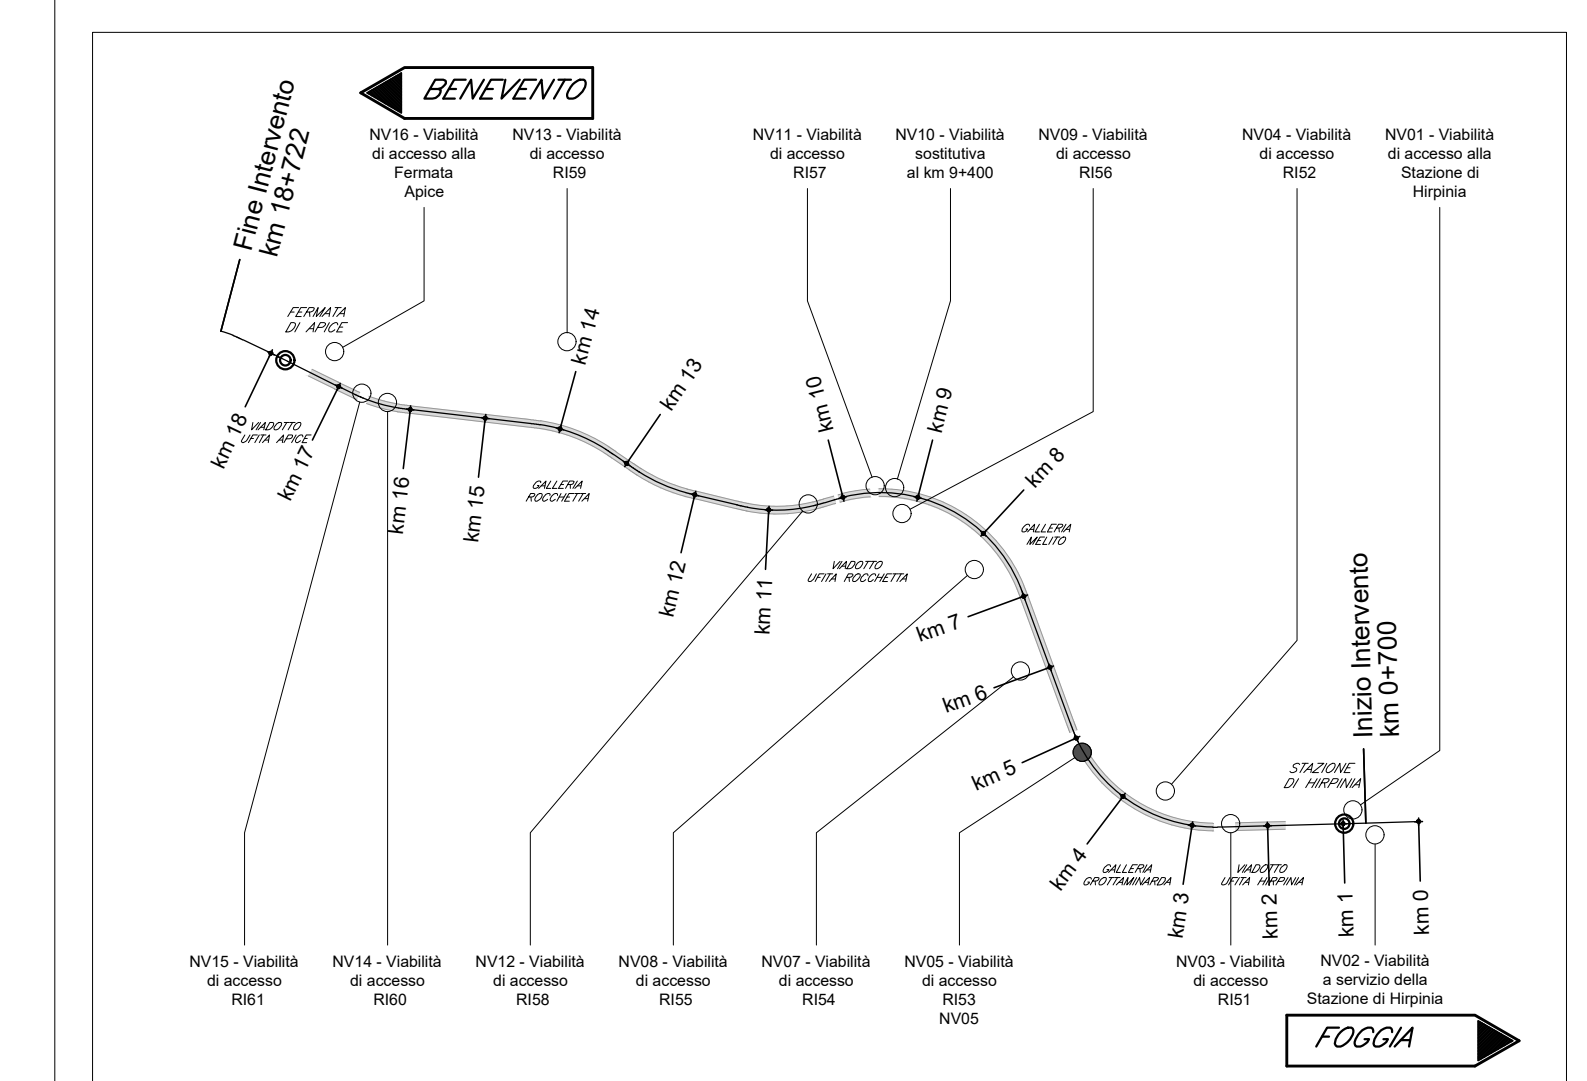 BENEVENTO
Fine Intervento
km 18+722
NV16 - Viabilità
di accesso alla
Fermata
Apice
NV13 - Viabilità
di accesso
RI59
NV11 - Viabilità
di accesso
RI57
NV10 - Viabilità
sostitutiva
al km 9+400
NV09 - Viabilità
di accesso
RI56
NV04 - Viabilità
di accesso
RI52
NV01 - Viabilità
di accesso alla
Stazione di
Hirpinia
FERMATA
DI APICE
km 18
VIADOTTO
UFITA APICE
km 17
km 16
km 15
km 14
GALLERIA
ROCCHETTA
km 13
km 12
km 11
km 10
VIADOTTO
UFITA ROCCHETTA
km 9
km 8
GALLERIA
MELITO
km 7
km 6
km 5
km 4
GALLERIA
GROTTAMINARDA
km 3
VIADOTTO
UFITA HIRPINIA
km 2
STAZIONE
DI HIRPINIA
Inizio Intervento
km 0+700
km 1
km 0
NV15 - Viabilità
di accesso
RI61
NV14 - Viabilità
di accesso
RI60
NV12 - Viabilità
di accesso
RI58
NV08 - Viabilità
di accesso
RI55
NV07 - Viabilità
di accesso
RI54
NV05 - Viabilità
di accesso
RI53
NV05
NV03 - Viabilità
di accesso
RI51
NV02 - Viabilità
a servizio della
Stazione di Hirpinia
FOGGIA